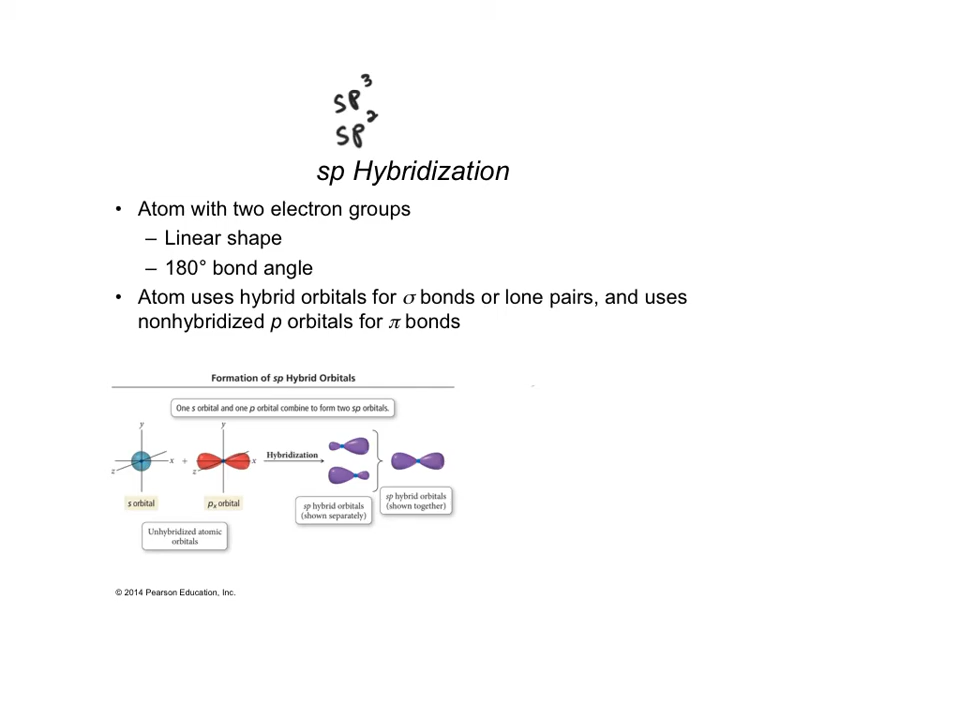 sp³
sp²
sp Hybridization
• Atom with two electron groups
– Linear shape
– 180° bond angle
• Atom uses hybrid orbitals for σ bonds or lone pairs, and uses
nonhybridized p orbitals for π bonds
Formation of sp Hybrid Orbitals
One s orbital and one p orbital combine to form two sp orbitals.
y
x
z
+
y
x
z
Hybridization
s orbital
pₓ orbital
sp hybrid orbitals
(shown separately)
sp hybrid orbitals
(shown together)
Unhybridized atomic
orbitals
© 2014 Pearson Education, Inc.